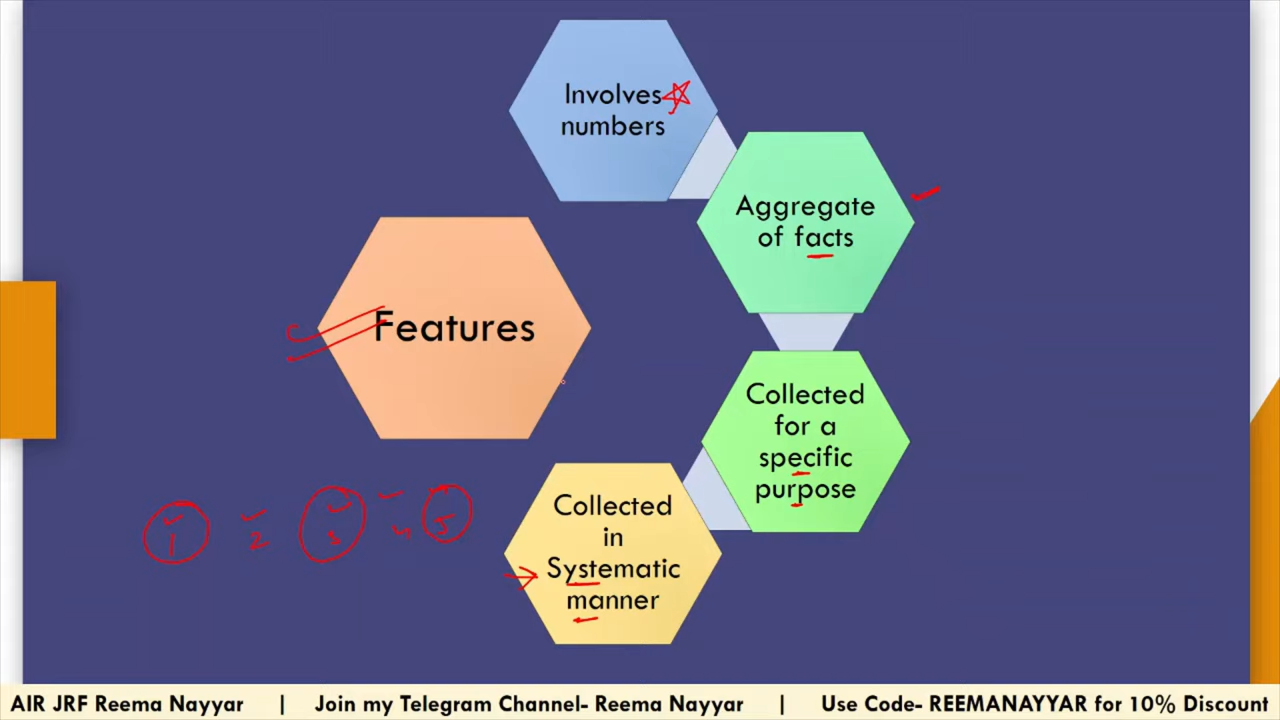 Involves
numbers
Aggregate
of facts
Features
Collected
for a
specific
purpose
Collected
in
Systematic
manner
1 2 3 4 5
AIR JRF Reema Nayyar | Join my Telegram Channel- Reema Nayyar | Use Code- REEMANAYYAR for 10% Discount